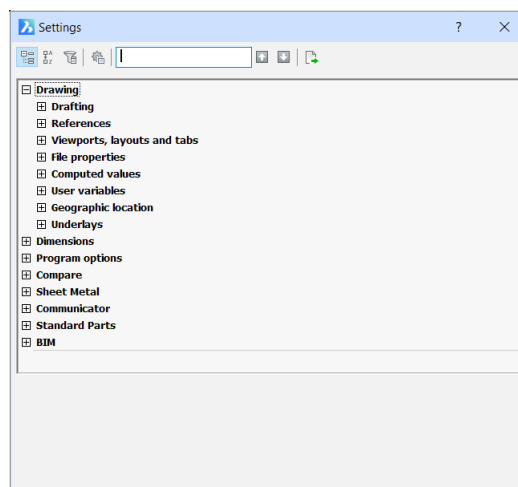 Settings
Drawing
Drafting
References
Viewports, layouts and tabs
File properties
Computed values
User variables
Geographic location
Underlays
Dimensions
Program options
Compare
Sheet Metal
Communicator
Standard Parts
BIM